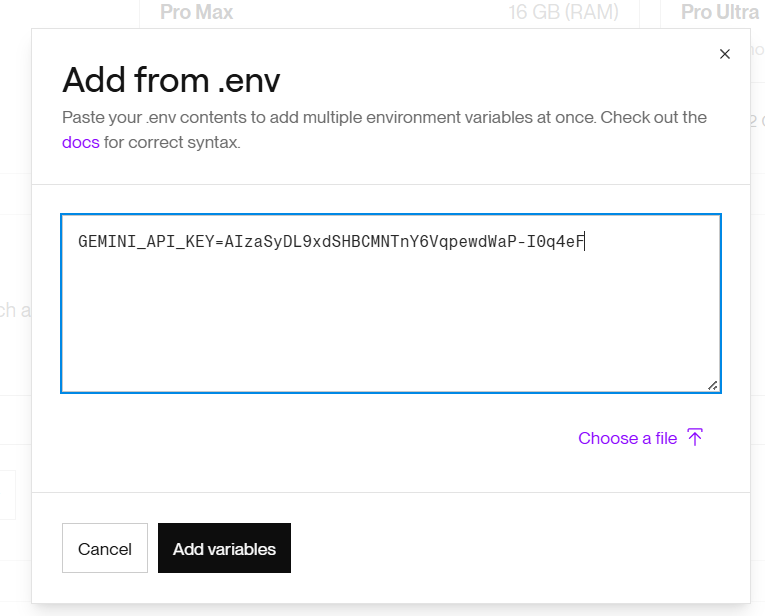 Pro Max 16 GB (RAM) Pro Ultra
Add from .env
Paste your .env contents to add multiple environment variables at once. Check out the
docs for correct syntax.
GEMINI_API_KEY=AIzaSyDL9xdSHBCMNTnY6VqpewdWaP-I0q4eF
Choose a file
Cancel Add variables